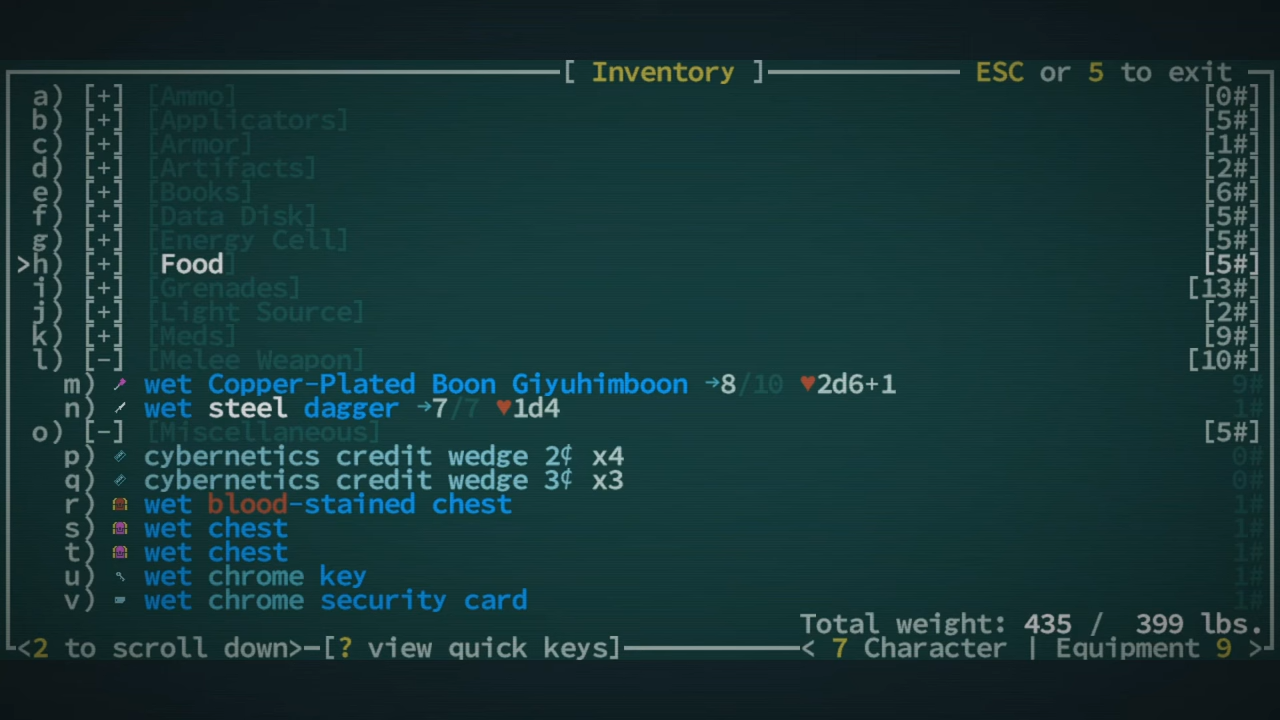 [ Inventory ] ESC or 5 to exit
a) [+] [Ammo] [0#]
b) [+] [Applicators] [5#]
c) [+] [Armor] [1#]
d) [+] [Artifacts] [2#]
e) [+] [Books] [6#]
f) [+] [Data Disk] [5#]
g) [+] [Energy Cell] [5#]
>h) [+] [Food] [5#]
i) [+] [Grenades] [13#]
j) [+] [Light Source] [2#]
k) [+] [Meds] [9#]
l) [-] [Melee Weapon] [10#]
m) wet Copper-Plated Boon Giyuhimboon →8/10 ♥2d6+1 9#
n) wet steel dagger →7/7 ♥1d4 1#
o) [-] [Miscellaneous] [5#]
p) cybernetics credit wedge 2¢ x4 0#
q) cybernetics credit wedge 3¢ x3 0#
r) wet blood-stained chest 1#
s) wet chest 1#
t) wet chest 1#
u) wet chrome key 1#
v) wet chrome security card 1#
Total weight: 435 / 399 lbs.
<2 to scroll down> [? view quick keys] < 7 Character | Equipment 9 >